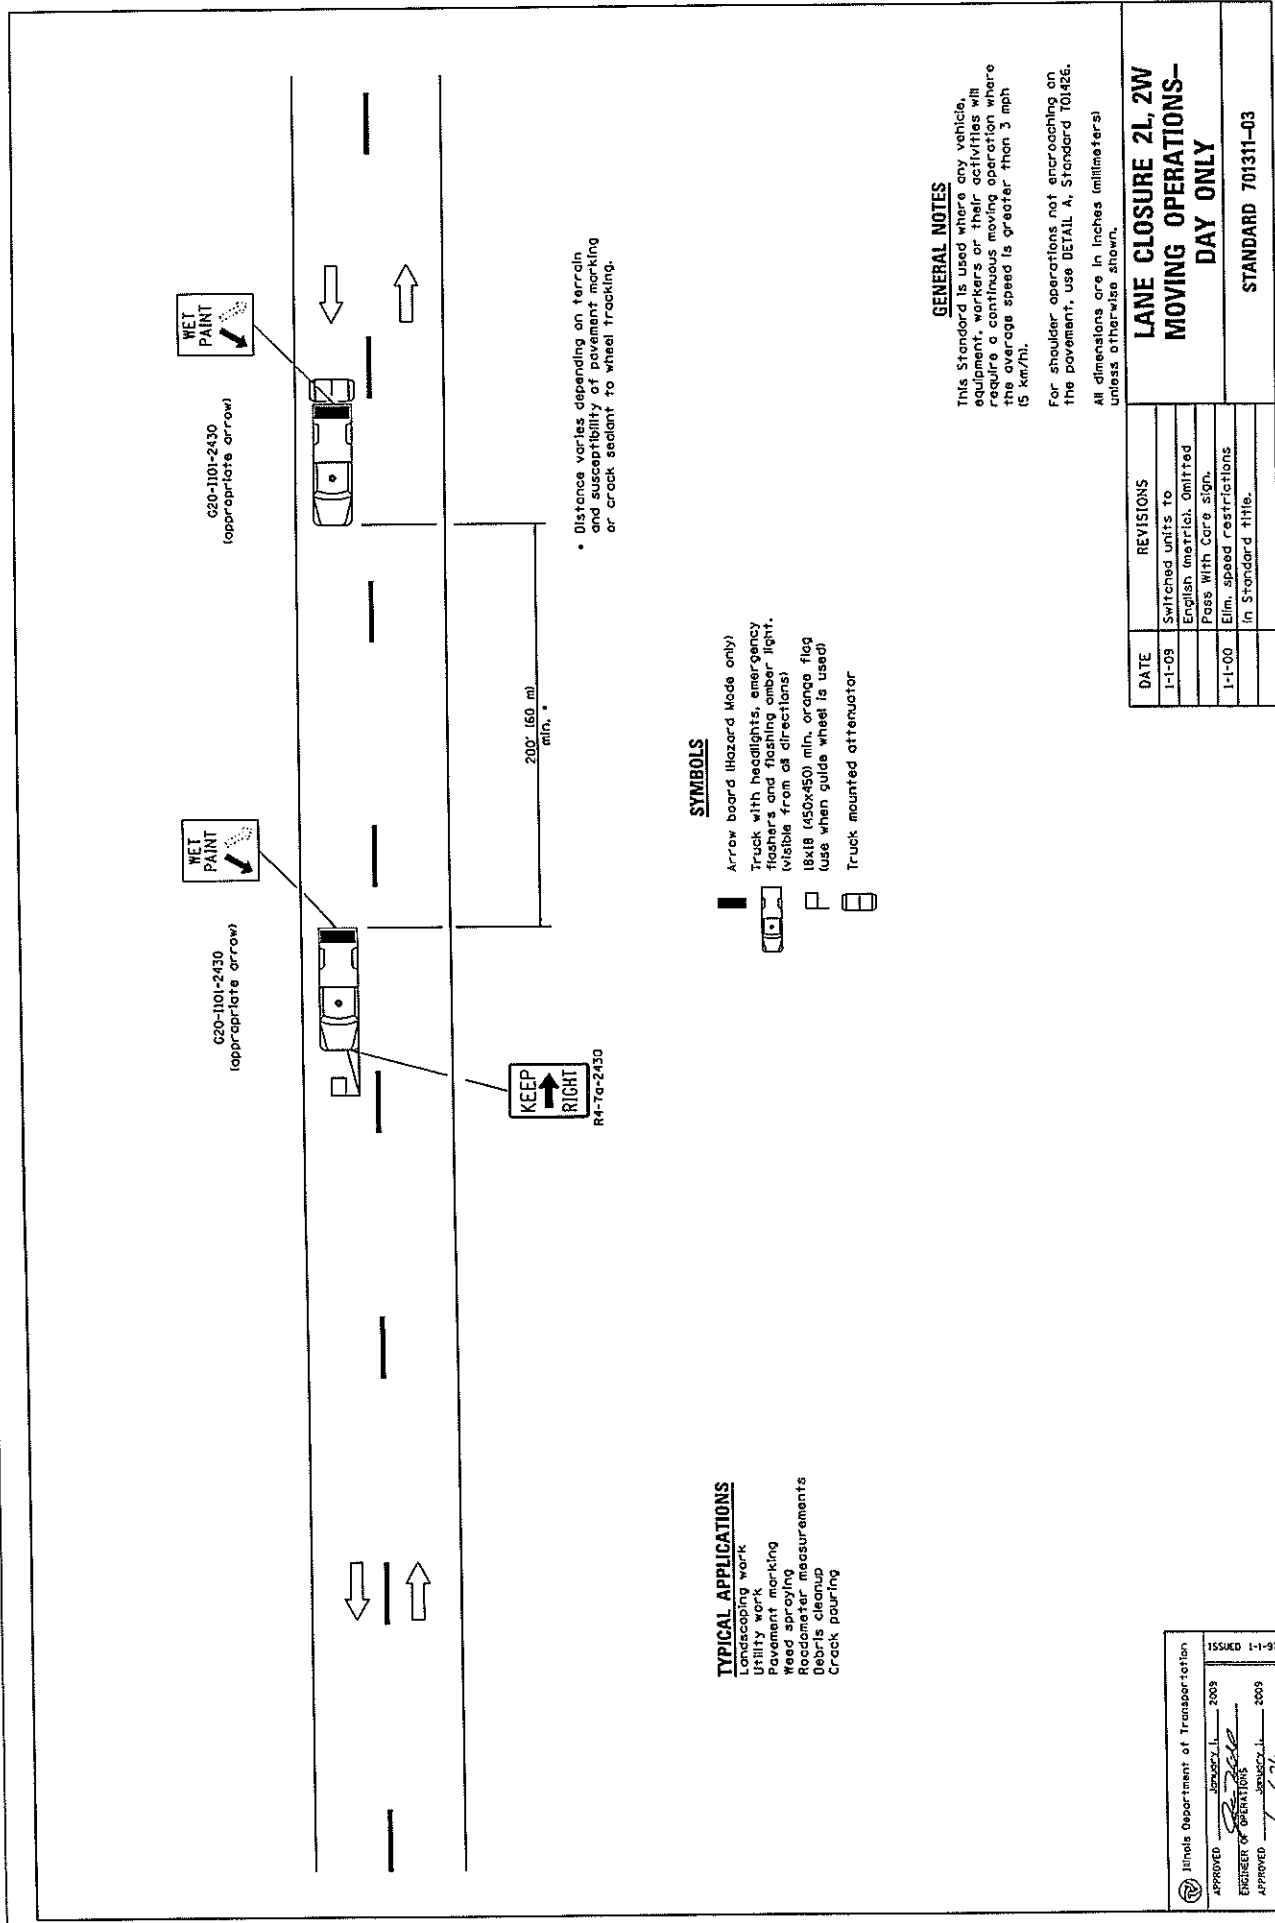 G20-I101-2430
(appropriate arrow)
WET
PAINT
G20-I101-2430
(appropriate arrow)
WET
PAINT
KEEP
RIGHT
R4-7a-2430
200' (60 m)
min. *
• Distance varies depending on terrain
and susceptibility of pavement marking
or crack sealant to wheel tracking.
TYPICAL APPLICATIONS
Landscaping work
Utility work
Pavement marking
Weed spraying
Roadometer measurements
Debris cleanup
Crack pouring
SYMBOLS
Arrow board (Hazard Mode only)
Truck with headlights, emergency
flashers and flashing amber light.
(visible from all directions)
18x18 (450x450) min. orange flag
(use when guide wheel is used)
Truck mounted attenuator
GENERAL NOTES
This Standard is used where any vehicle,
equipment, workers or their activities will
require a continuous moving operation where
the average speed is greater than 3 mph
(5 km/h).
For shoulder operations not encroaching on
the pavement, use DETAIL A, Standard 701426.
All dimensions are in inches (millimeters)
unless otherwise shown.
Illinois Department of Transportation
APPROVED January 1, 2009
ENGINEER OF OPERATIONS
APPROVED January 1, 2009
ISSUED 1-1-97
DATE REVISIONS
1-1-09 Switched units to
English (metric). Omitted
Pass With Care sign.
1-1-00 Elim. speed restrictions
in Standard title.
LANE CLOSURE 2L, 2W
MOVING OPERATIONS–
DAY ONLY
STANDARD 701311–03